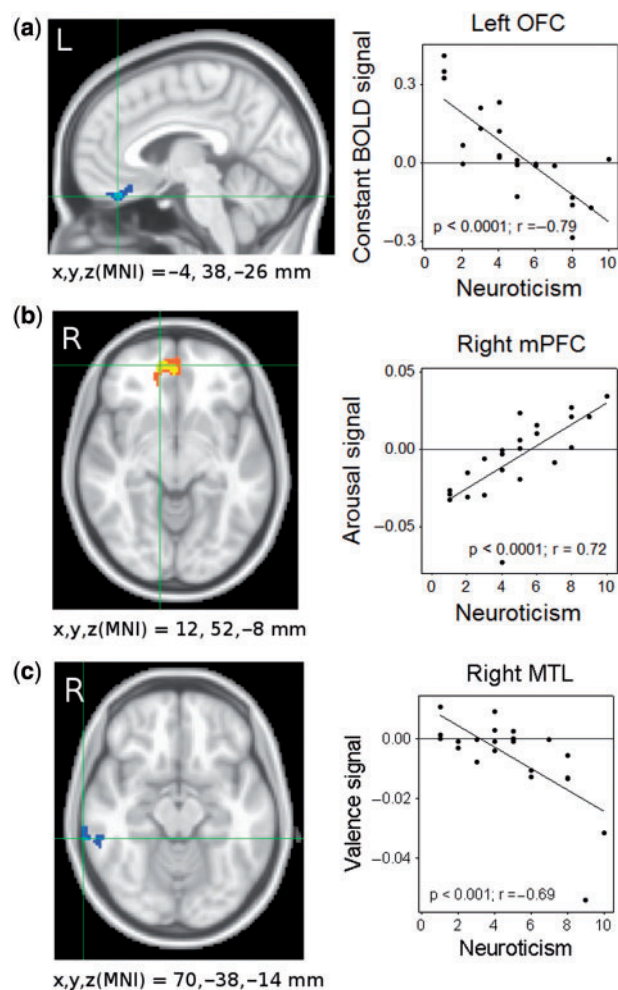 (a)
L
x,y,z(MNI) =−4, 38,−26 mm
Left OFC
Constant BOLD signal
0.3
0.0
−0.3
p < 0.0001; r =−0.79
0 2 4 6 8 10
Neuroticism
(b)
R
x,y,z(MNI) = 12, 52,−8 mm
Right mPFC
Arousal signal
0.05
0.00
−0.05
p < 0.0001; r = 0.72
0 2 4 6 8 10
Neuroticism
(c)
R
x,y,z(MNI) = 70,−38,−14 mm
Right MTL
Valence signal
0.00
−0.02
−0.04
p < 0.001; r =−0.69
0 2 4 6 8 10
Neuroticism